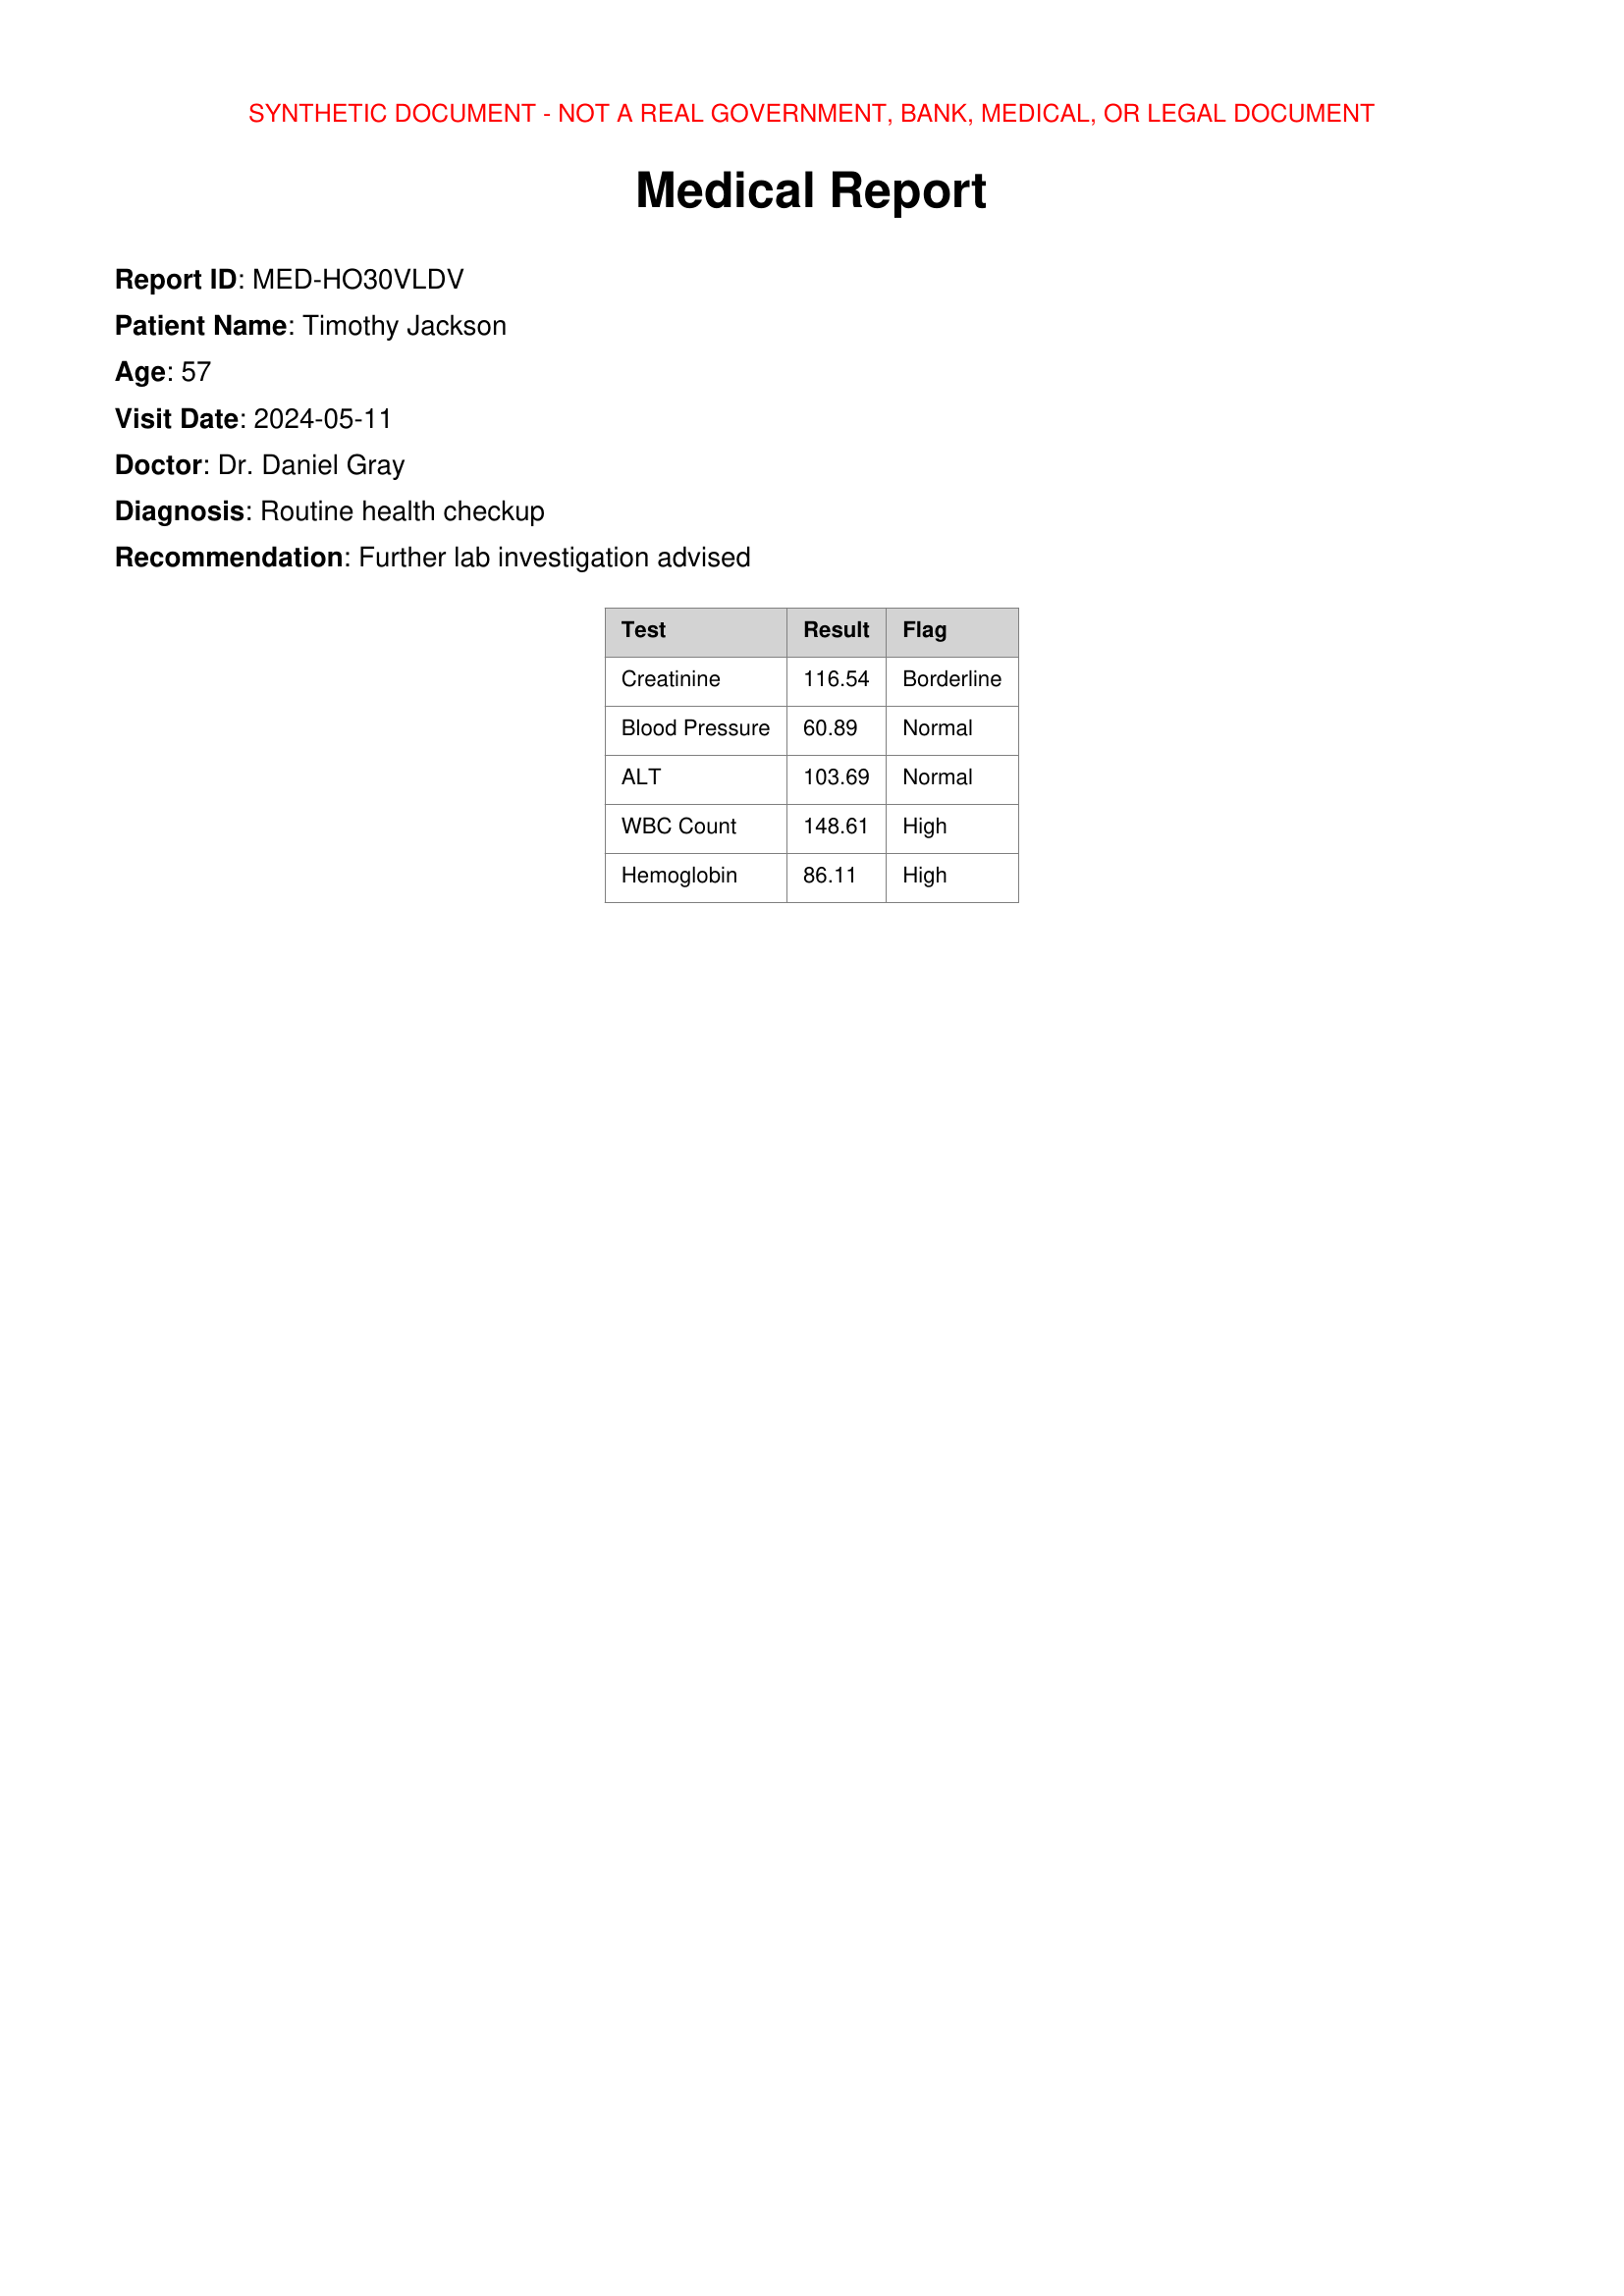 SYNTHETIC DOCUMENT - NOT A REAL GOVERNMENT, BANK, MEDICAL, OR LEGAL DOCUMENT
Medical Report
Report ID: MED-HO30VLDV
Patient Name: Timothy Jackson
Age: 57
Visit Date: 2024-05-11
Doctor: Dr. Daniel Gray
Diagnosis: Routine health checkup
Recommendation: Further lab investigation advised
Test Result Flag
Creatinine 116.54 Borderline
Blood Pressure 60.89 Normal
ALT 103.69 Normal
WBC Count 148.61 High
Hemoglobin 86.11 High